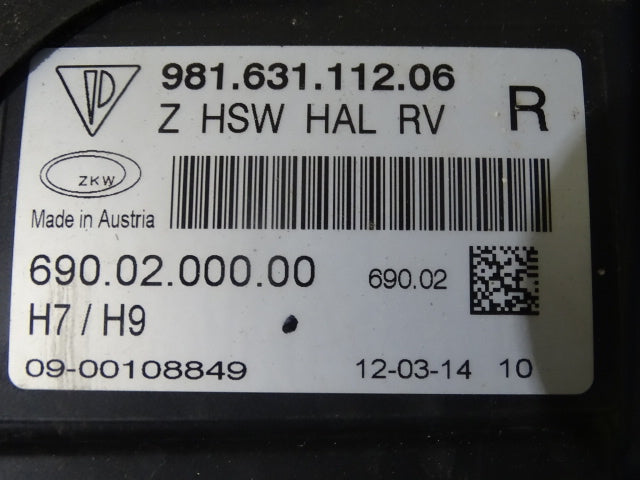 981.631.112.06
Z HSW HAL RV R
ZKW
Made in Austria
690.02.000.00 690.02
H7 / H9
09-00108849 12-03-14 10